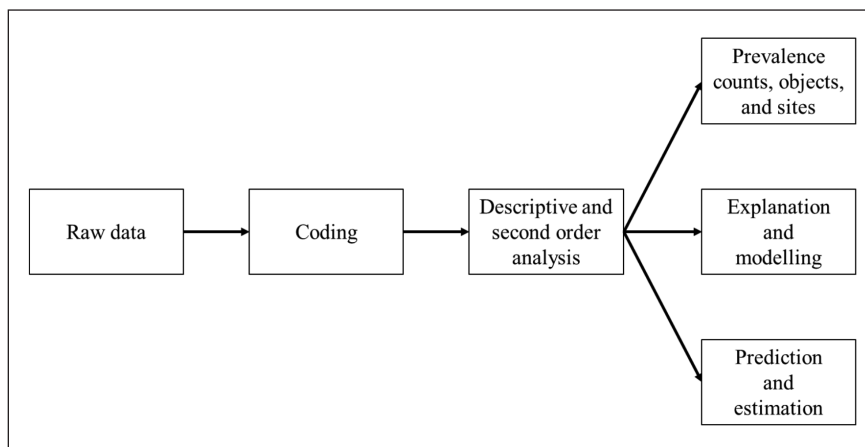 Raw data
Coding
Descriptive and
second order
analysis
Prevalence
counts, objects,
and sites
Explanation
and
modelling
Prediction
and
estimation